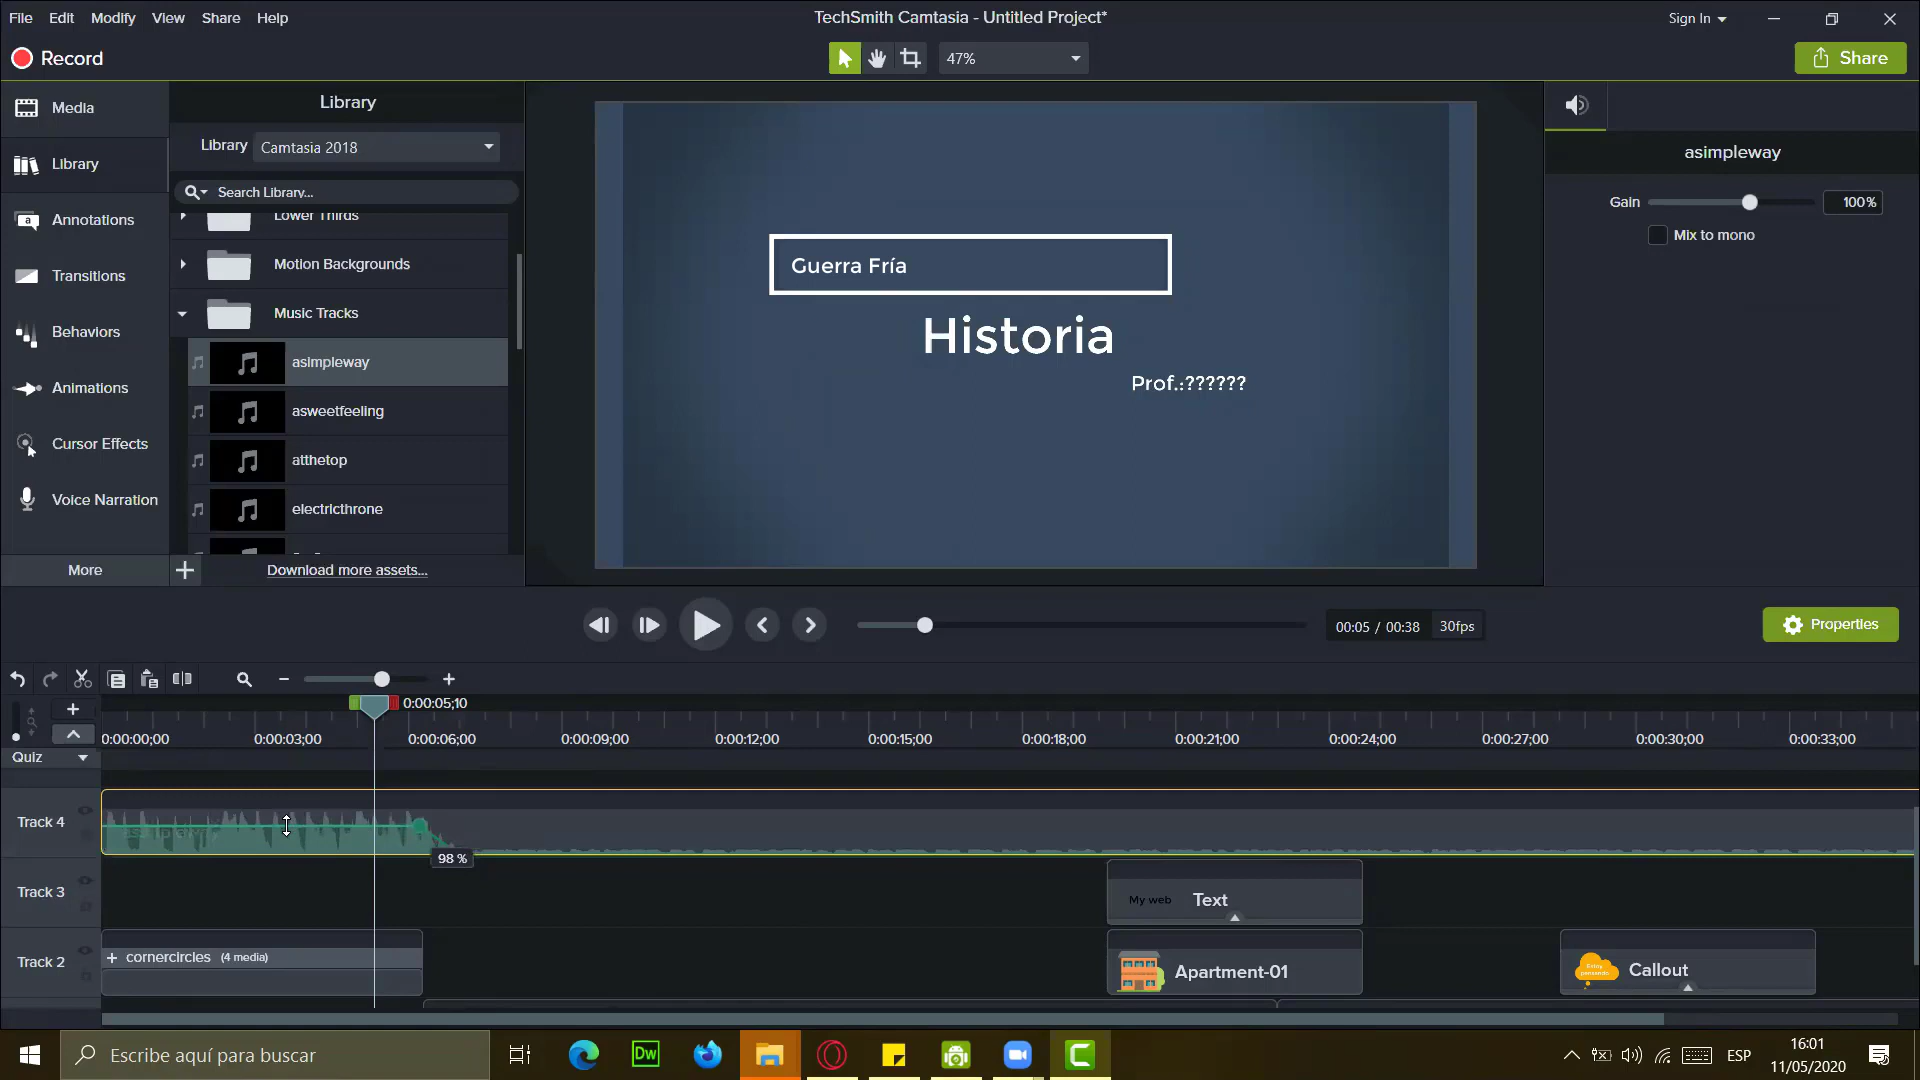 File Edit Modify View Share Help
TechSmith Camtasia - Untitled Project*
Sign In
Record
47%
Share
Media
Library
Annotations
Transitions
Behaviors
Animations
Cursor Effects
Voice Narration
More
Library
Library Camtasia 2018
Search Library...
Lower Thirds
Motion Backgrounds
Music Tracks
asimpleway
asweetfeeling
atthetop
electricthrone
Download more assets...
Guerra Fría
Historia
Prof.:??????
asimpleway
Gain 100%
Mix to mono
00:05 / 00:38 30fps
Properties
0:00:05;10
0:00:00;00 0:00:03;00 0:00:06;00 0:00:09;00 0:00:12;00 0:00:15;00 0:00:18;00 0:00:21;00 0:00:24;00 0:00:27;00 0:00:30;00 0:00:33;00
Quiz
Track 4
98 %
Track 3
My web Text
Track 2
cornercircles (4 media)
Apartment-01
Callout
Escribe aquí para buscar
Dw
ESP
16:01
11/05/2020